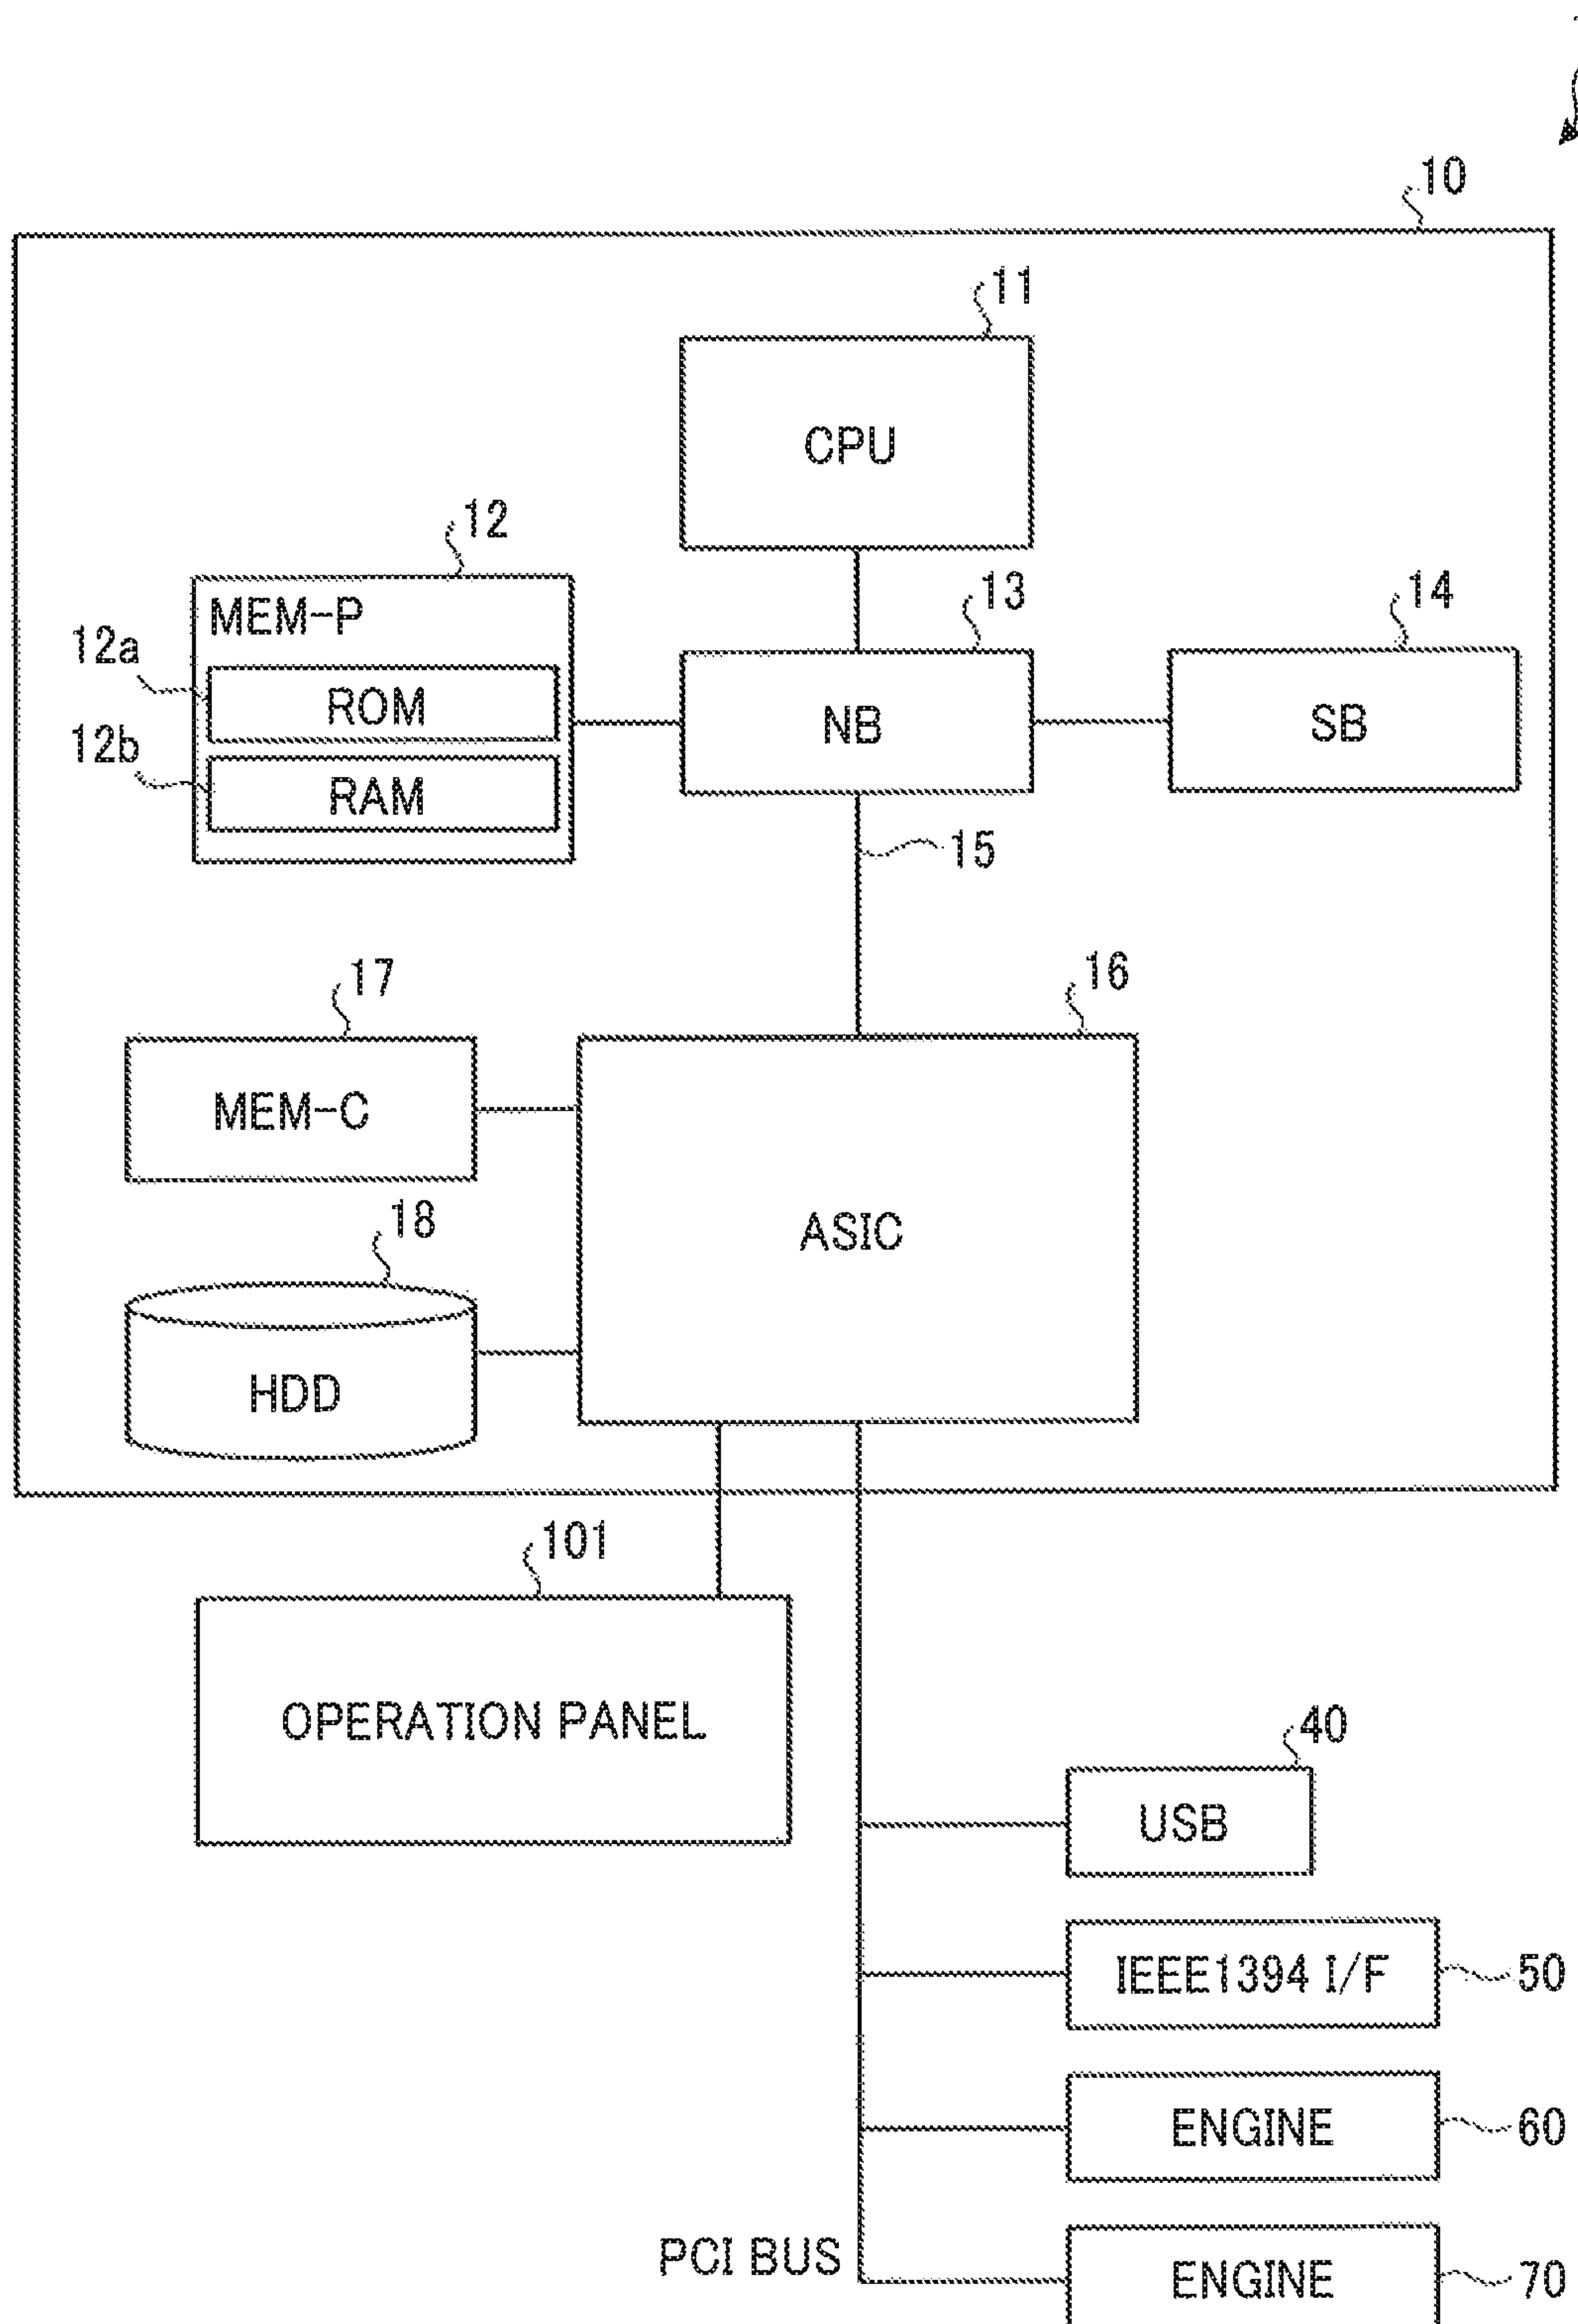 10
11
CPU
12
MEM-P
12a
ROM
12b
RAM
13
NB
14
SB
15
17
MEM-C
16
ASIC
18
HDD
101
OPERATION PANEL
40
USB
IEEE1394 I/F
50
ENGINE
60
PCI BUS
ENGINE
70